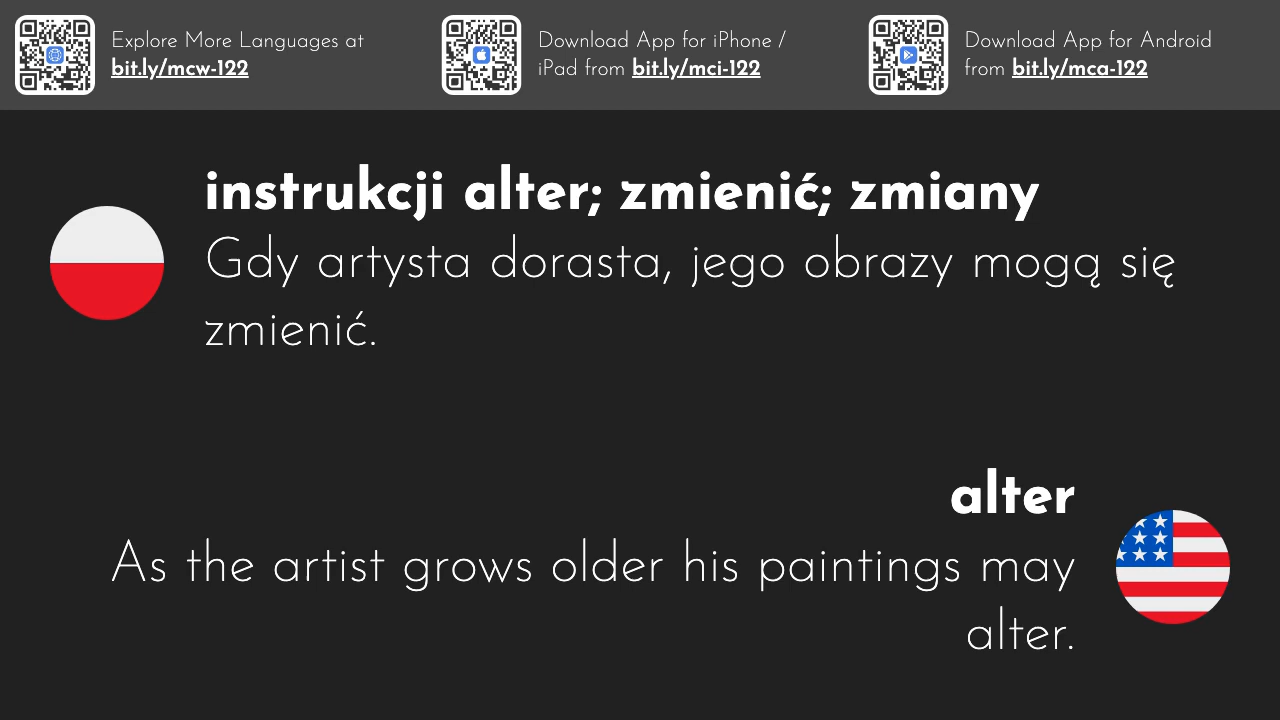 Explore More Languages at
bit.ly/mcw-122
Download App for iPhone /
iPad from bit.ly/mci-122
Download App for Android
from bit.ly/mca-122
instrukcji alter; zmienić; zmiany
Gdy artysta dorasta, jego obrazy mogą się
zmienić.
alter
As the artist grows older his paintings may
alter.